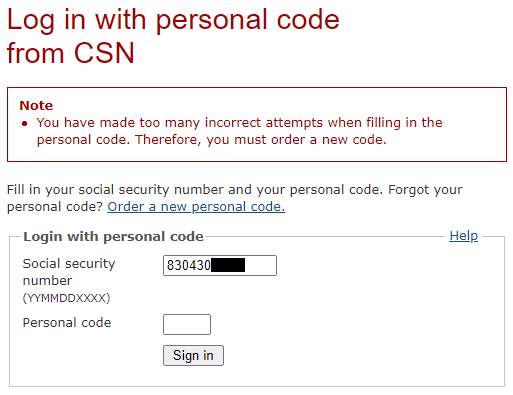 Log in with personal code
from CSN
Note
• You have made too many incorrect attempts when filling in the
personal code. Therefore, you must order a new code.
Fill in your social security number and your personal code. Forgot your
personal code? Order a new personal code.
Login with personal code
Help
Social security
number
(YYMMDDXXXX)
830430
Personal code
Sign in